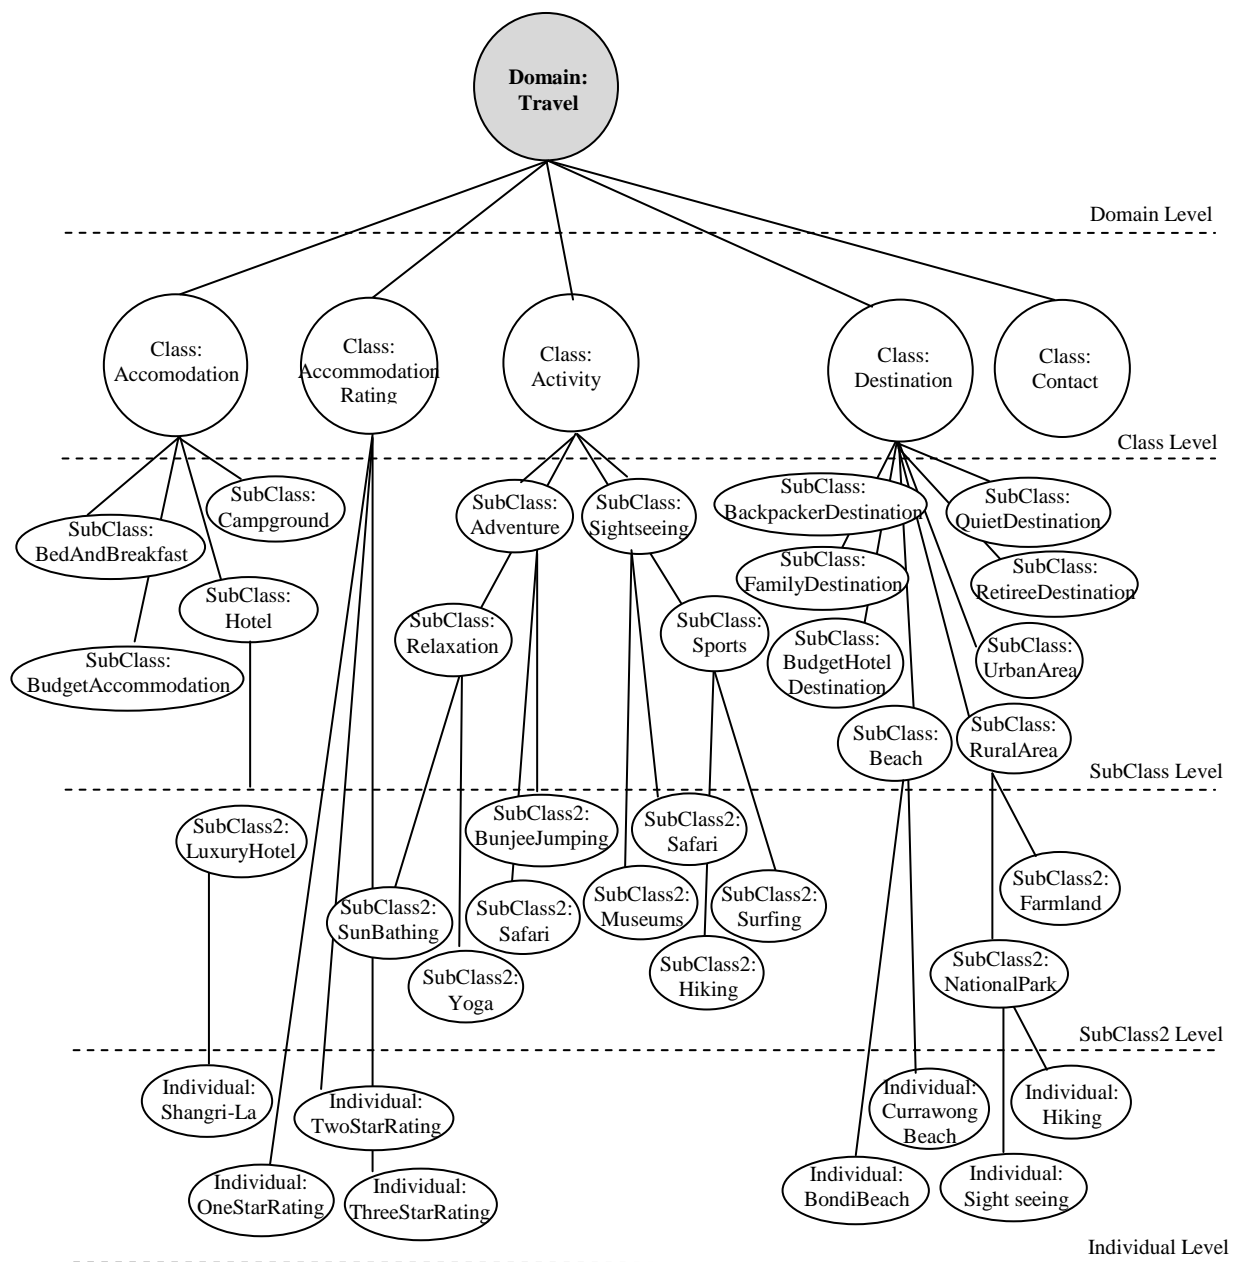 Domain:
Travel
Domain Level
Class:
Accomodation
Class:
Accommodation
Rating
Class:
Activity
Class:
Destination
Class:
Contact
Class Level
SubClass:
Campground
SubClass:
BedAndBreakfast
SubClass:
Hotel
SubClass:
BudgetAccommodation
SubClass:
Adventure
SubClass:
Sightseeing
SubClass:
Relaxation
SubClass:
Sports
SubClass:
BackpackerDestination
SubClass:
QuietDestination
SubClass:
FamilyDestination
SubClass:
RetireeDestination
SubClass:
BudgetHotel
Destination
SubClass:
UrbanArea
SubClass:
Beach
SubClass:
RuralArea
SubClass Level
SubClass2:
LuxuryHotel
SubClass2:
BunjeeJumping
SubClass2:
Safari
SubClass2:
SunBathing
SubClass2:
Safari
SubClass2:
Museums
SubClass2:
Surfing
SubClass2:
Farmland
SubClass2:
Yoga
SubClass2:
Hiking
SubClass2:
NationalPark
SubClass2 Level
Individual:
Shangri-La
Individual:
TwoStarRating
Individual:
Currawong
Beach
Individual:
Hiking
Individual:
OneStarRating
Individual:
ThreeStarRating
Individual:
BondiBeach
Individual:
Sight seeing
Individual Level